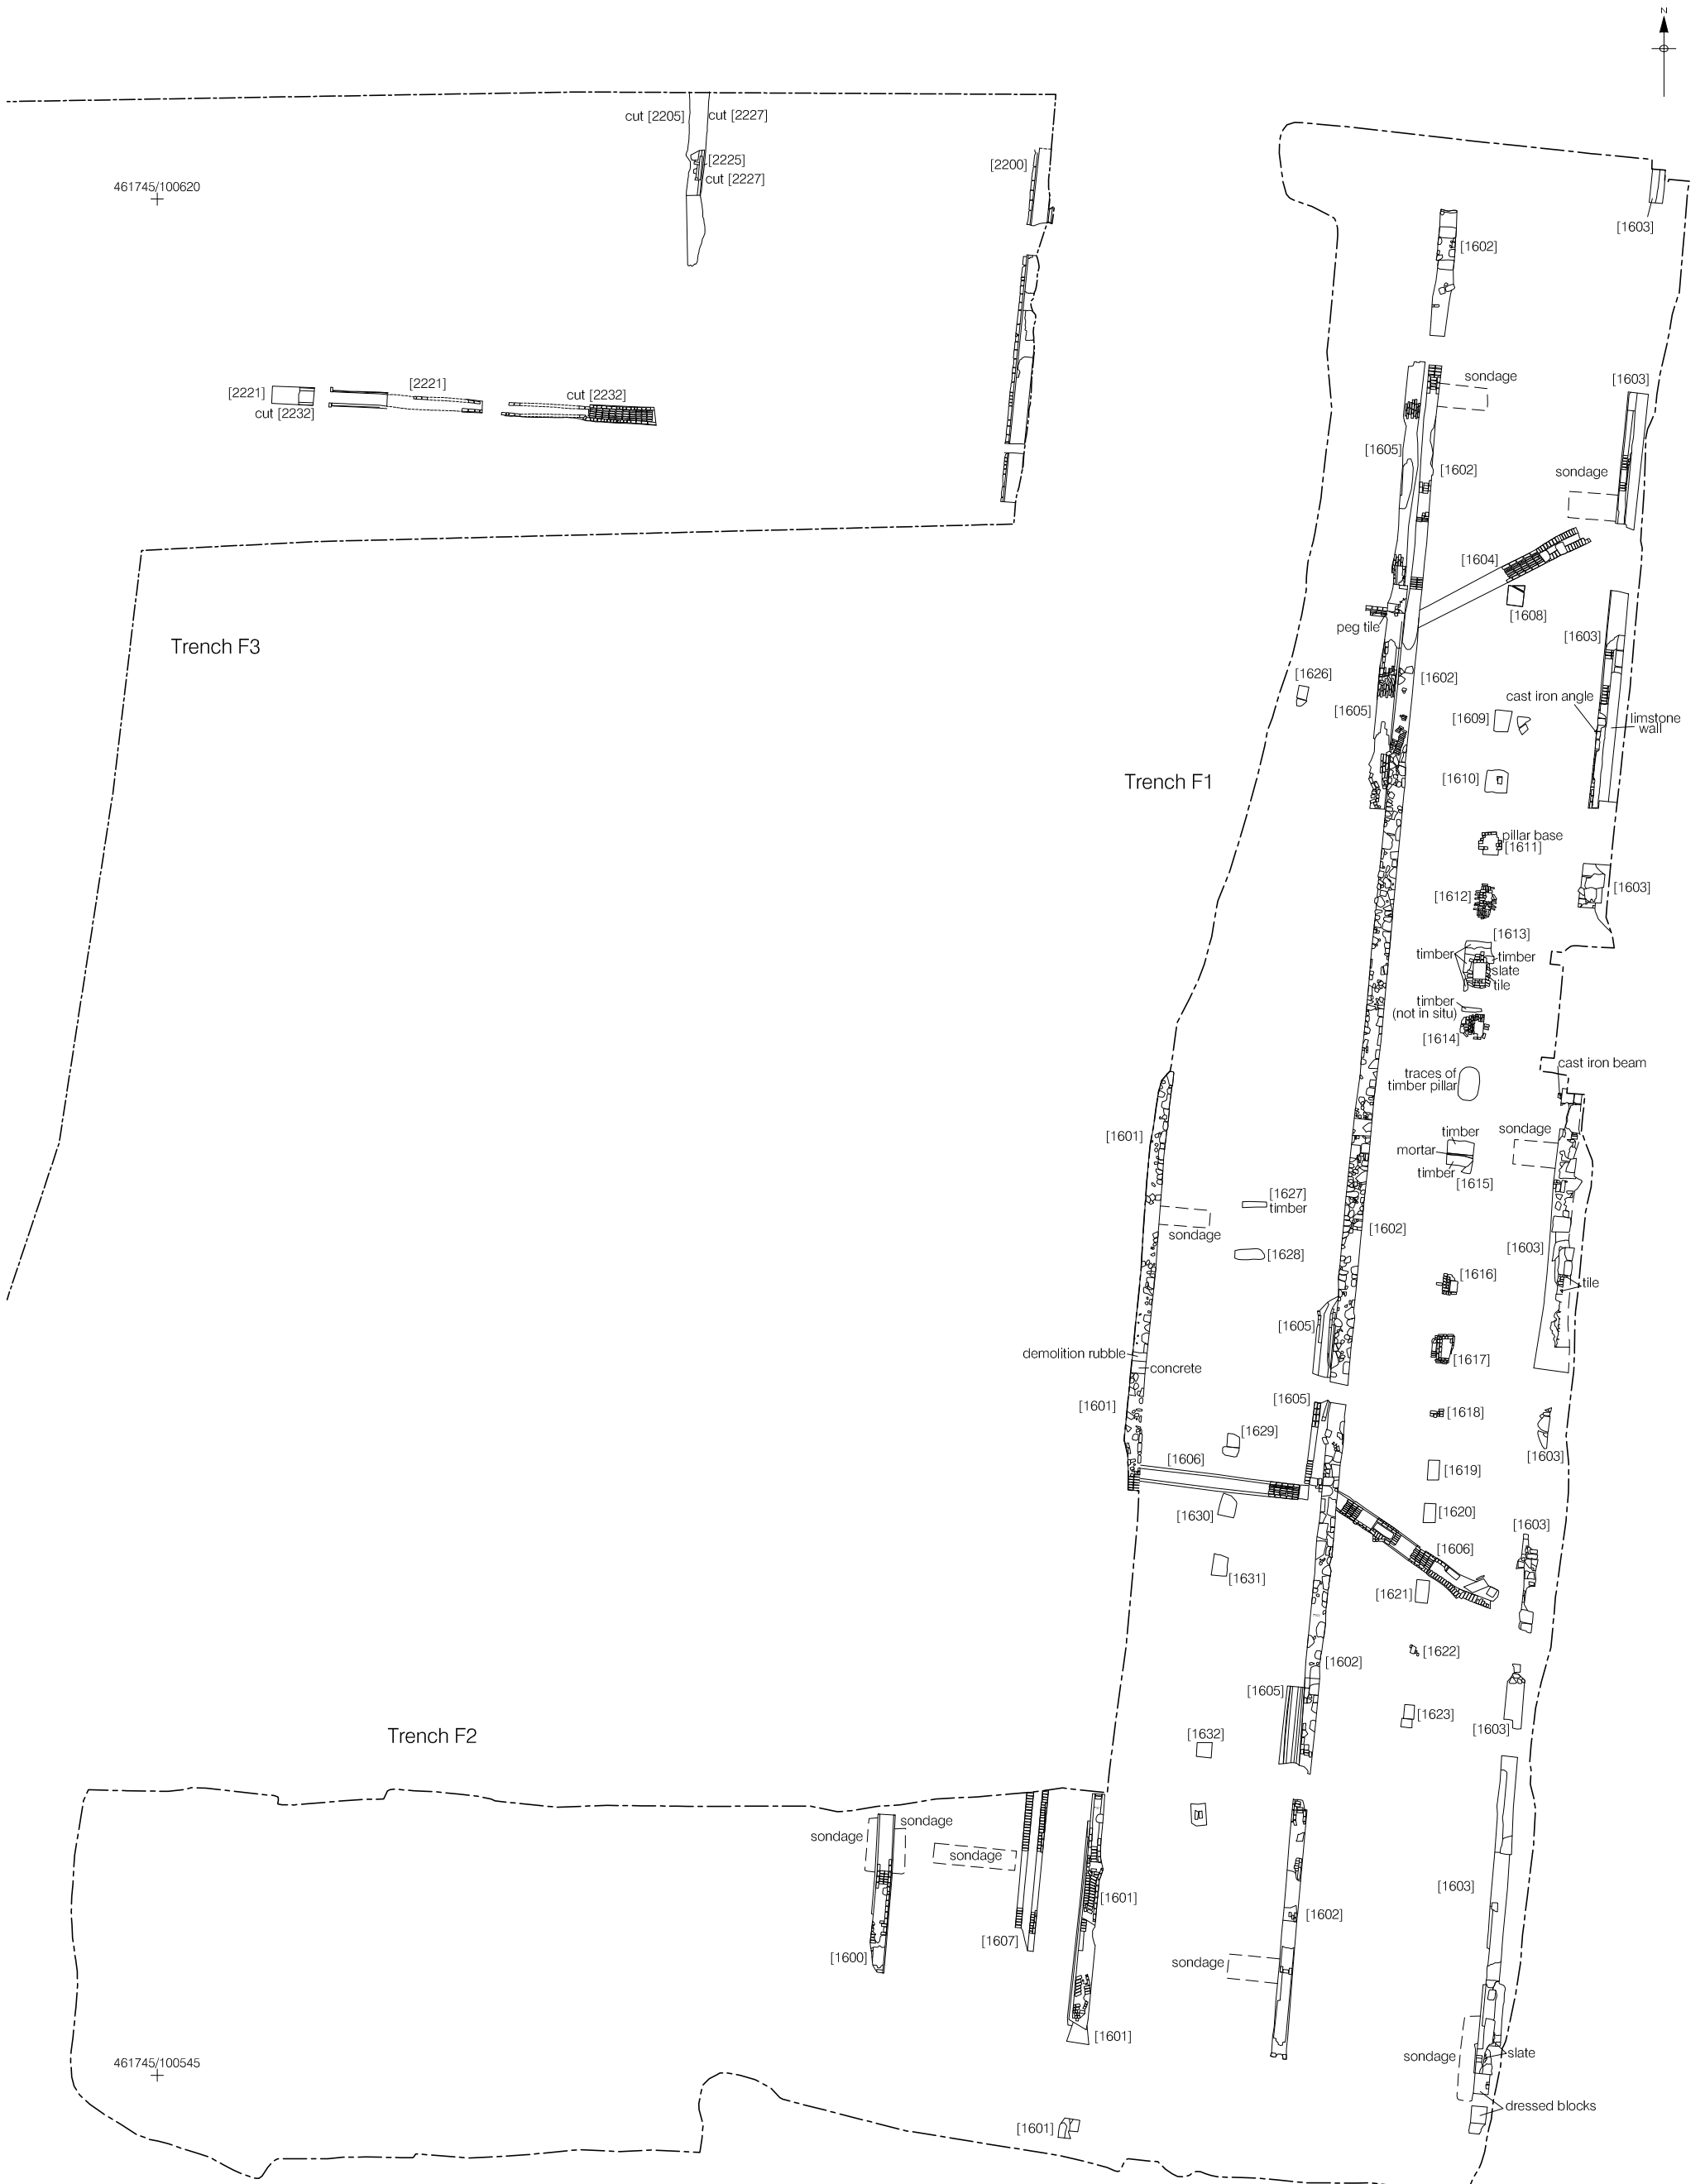 N
cut [2205]
cut [2227]
[2225]
cut [2227]
[2200]
461745/100620
[1603]
[1602]
[2221]
cut [2232]
[2221]
cut [2232]
sondage
[1603]
[1605]
[1602]
sondage
[1604]
[1608]
peg tile
[1603]
Trench F3
[1626]
[1602]
cast iron angle
[1605]
[1609]
limstone
wall
Trench F1
[1610]
pillar base
[1611]
[1612]
[1603]
[1613]
timber
timber
slate
tile
timber
(not in situ)
[1614]
cast iron beam
traces of
timber pillar
[1601]
timber
sondage
mortar
timber
[1615]
[1627]
timber
sondage
[1602]
[1628]
[1603]
[1616]
tile
[1605]
demolition rubble
concrete
[1617]
[1601]
[1605]
[1618]
[1629]
[1603]
[1606]
[1619]
[1630]
[1620]
[1603]
[1606]
[1631]
[1621]
[1622]
[1602]
[1605]
[1623]
[1603]
Trench F2
[1632]
sondage
sondage
sondage
[1601]
[1603]
[1602]
[1607]
[1600]
sondage
[1601]
461745/100545
sondage
slate
dressed blocks
[1601]